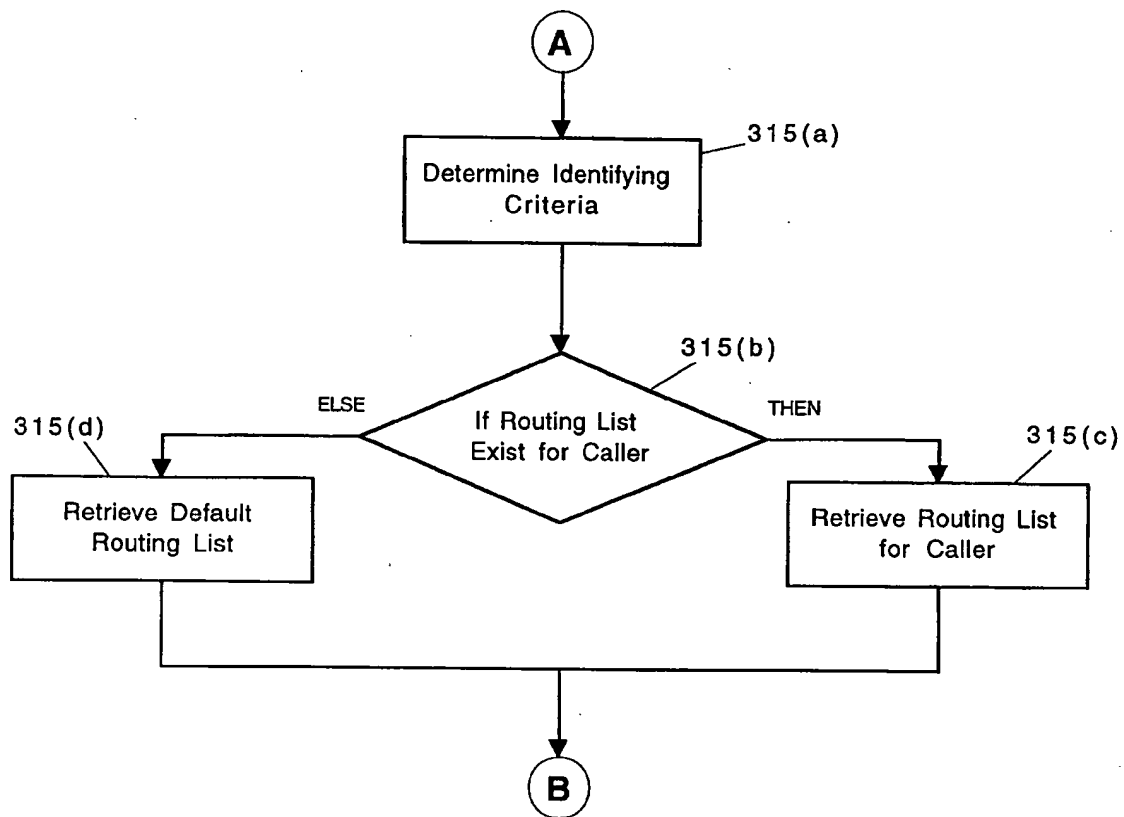 A
315(a)
Determine Identifying
Criteria
315(b)
ELSE
If Routing List
Exist for Caller
THEN
315(d)
315(c)
Retrieve Default
Routing List
Retrieve Routing List
for Caller
B